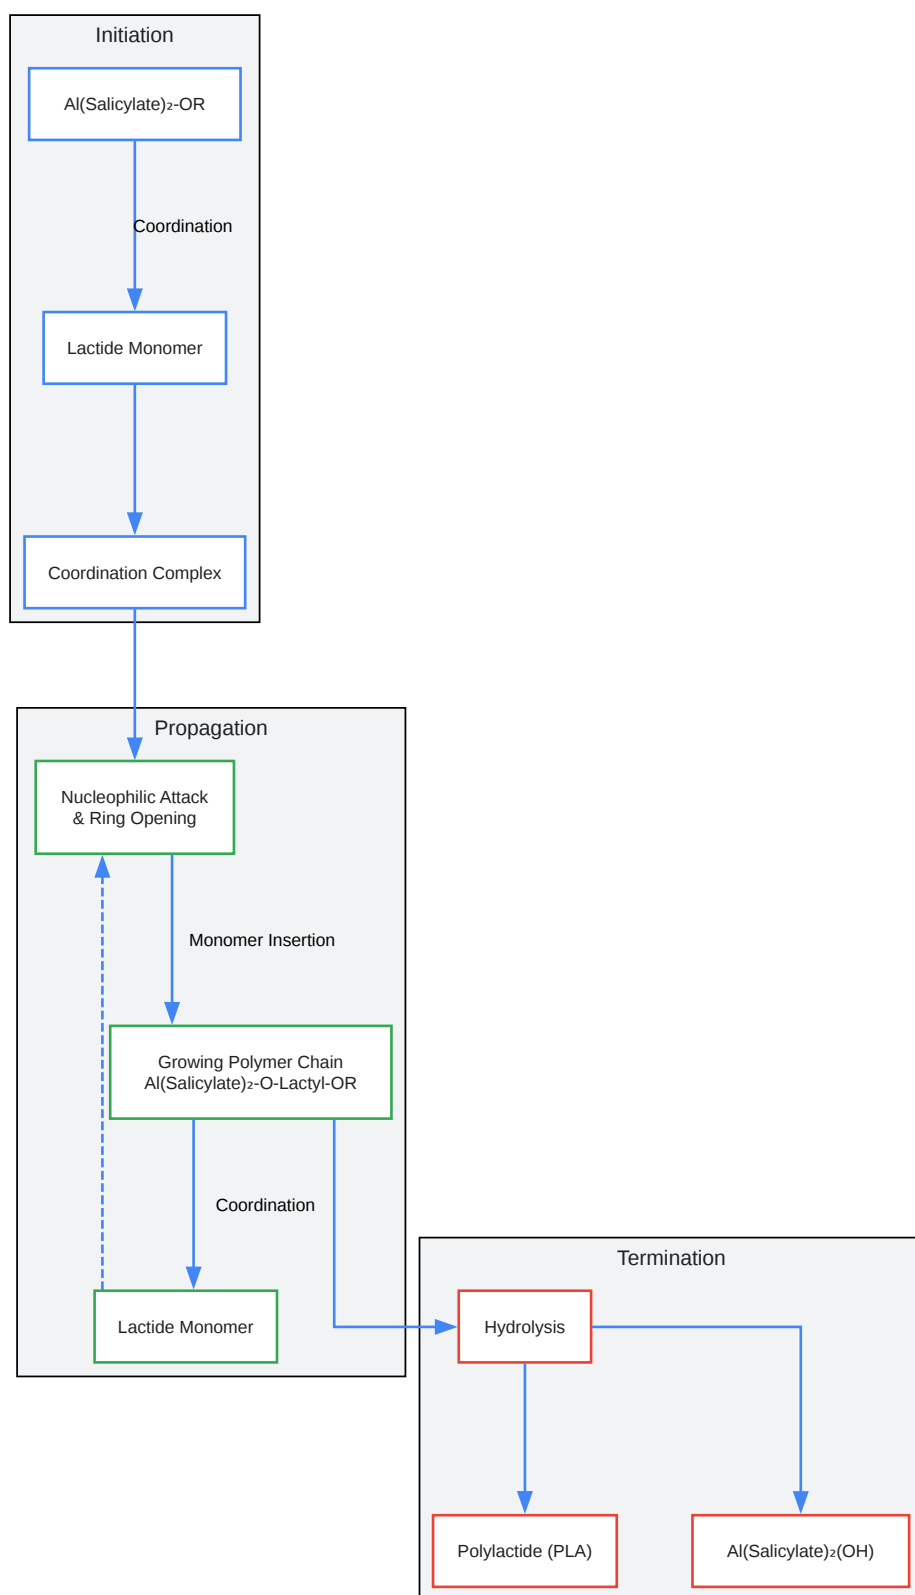 Initiation
Al(Salicylate)₂-OR
Coordination
Lactide Monomer
Coordination Complex
Propagation
Nucleophilic Attack
& Ring Opening
Monomer Insertion
Growing Polymer Chain
Al(Salicylate)₂-O-Lactyl-OR
Coordination
Lactide Monomer
Termination
Hydrolysis
Polylactide (PLA)
Al(Salicylate)₂(OH)